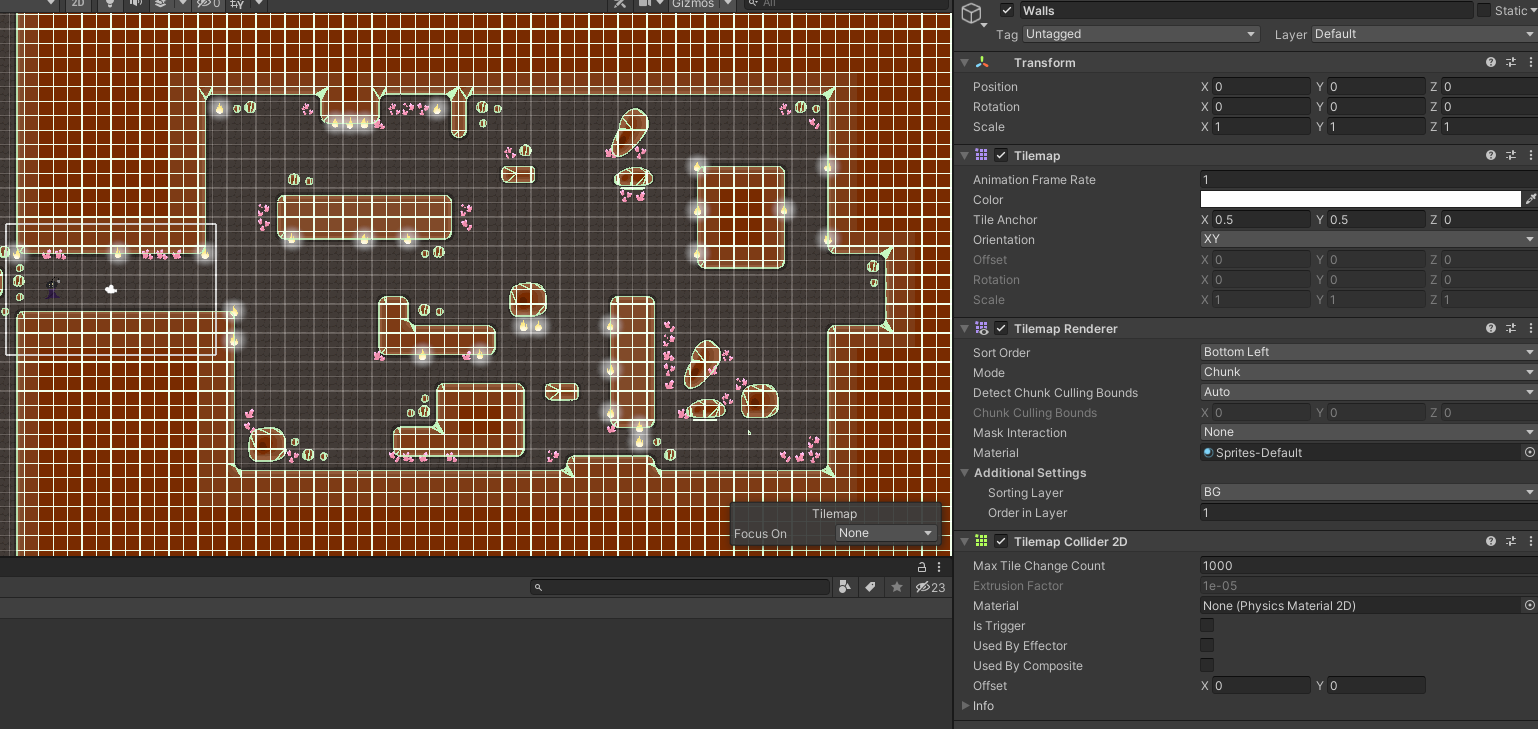 2D
0
Gizmos
All
Walls
Static
Tag Untagged Layer Default
Transform
Position X 0 Y 0 Z 0
Rotation X 0 Y 0 Z 0
Scale X 1 Y 1 Z 1
Tilemap
Animation Frame Rate 1
Color
Tile Anchor X 0.5 Y 0.5 Z 0
Orientation XY
Offset X 0 Y 0 Z 0
Rotation X 0 Y 0 Z 0
Scale X 1 Y 1 Z 1
Tilemap Renderer
Sort Order Bottom Left
Mode Chunk
Detect Chunk Culling Bounds Auto
Chunk Culling Bounds X 0 Y 0 Z 0
Mask Interaction None
Material Sprites-Default
Additional Settings
Sorting Layer BG
Order in Layer 1
Tilemap Collider 2D
Max Tile Change Count 1000
Extrusion Factor 1e-05
Material None (Physics Material 2D)
Is Trigger
Used By Effector
Used By Composite
Offset X 0 Y 0
Info
Tilemap
Focus On None
23